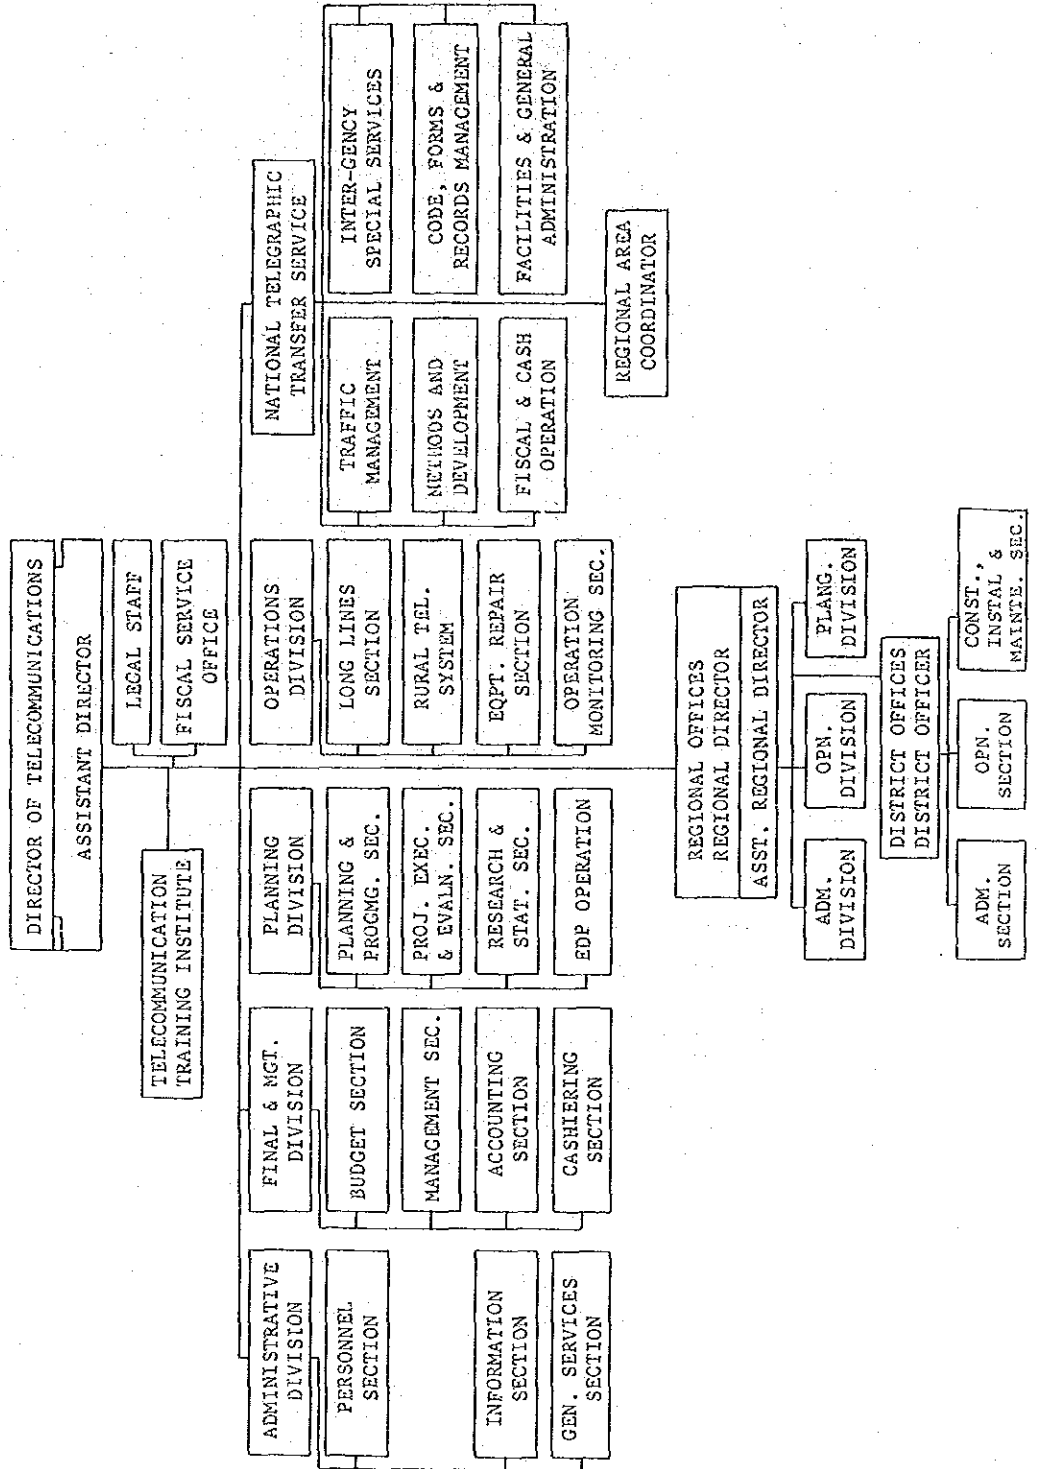 DIRECTOR OF TELECOMMUNICATIONS
ASSISTANT DIRECTOR
LEGAL STAFF
FISCAL SERVICE
OFFICE
TELECOMMUNICATION
TRAINING INSTITUTE
ADMINISTRATIVE
DIVISION
PERSONNEL
SECTION
INFORMATION
SECTION
GEN. SERVICES
SECTION
FINAL & MGT.
DIVISION
BUDGET SECTION
MANAGEMENT SEC.
ACCOUNTING
SECTION
CASHIERING
SECTION
PLANNING
DIVISION
PLANNING &
PROGMG. SEC.
PROJ. EXEC.
& EVALN. SEC.
RESEARCH &
STAT. SEC.
EDP OPERATION
OPERATIONS
DIVISION
LONG LINES
SECTION
RURAL TEL.
SYSTEM
EQPT. REPAIR
SECTION
OPERATION
MONITORING SEC.
NATIONAL TELEGRAPHIC
TRANSFER SERVICE
TRAFFIC
MANAGEMENT
METHODS AND
DEVELOPMENT
FISCAL & CASH
OPERATION
INTER-GENCY
SPECIAL SERVICES
CODE, FORMS &
RECORDS MANAGEMENT
FACILITIES & GENERAL
ADMINISTRATION
REGIONAL AREA
COORDINATOR
REGIONAL OFFICES
REGIONAL DIRECTOR
ASST. REGIONAL DIRECTOR
ADM.
DIVISION
OPN.
DIVISION
PLANG.
DIVISION
DISTRICT OFFICES
DISTRICT OFFICER
ADM.
SECTION
OPN.
SECTION
CONST.,
INSTAL &
MAINTE. SEC.